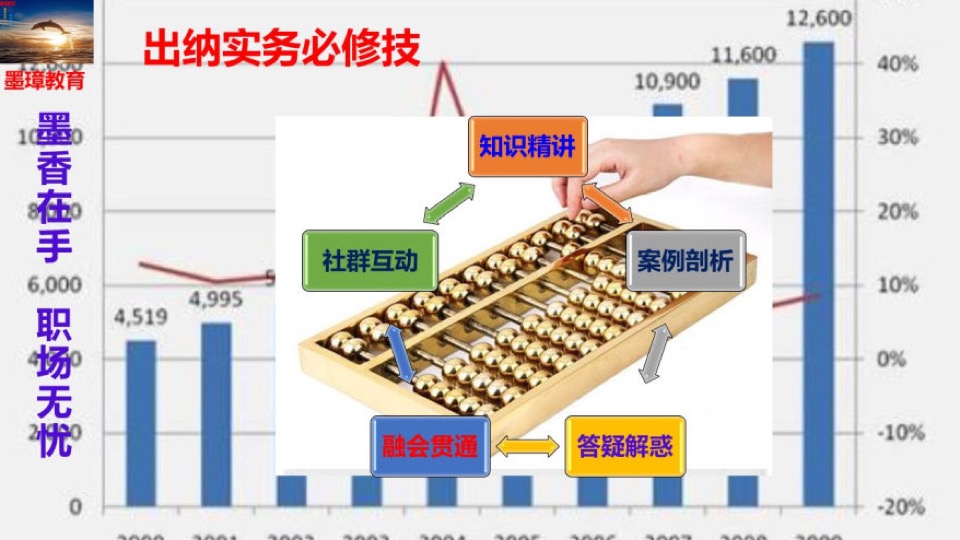 墨璋教育
出纳实务必修技
墨香在手
职场无忧
知识精讲
社群互动
案例剖析
融会贯通
答疑解惑
12,600
11,600
10,900
4,995
4,519
6,000
0
40%
30%
20%
10%
0%
-10%
-20%